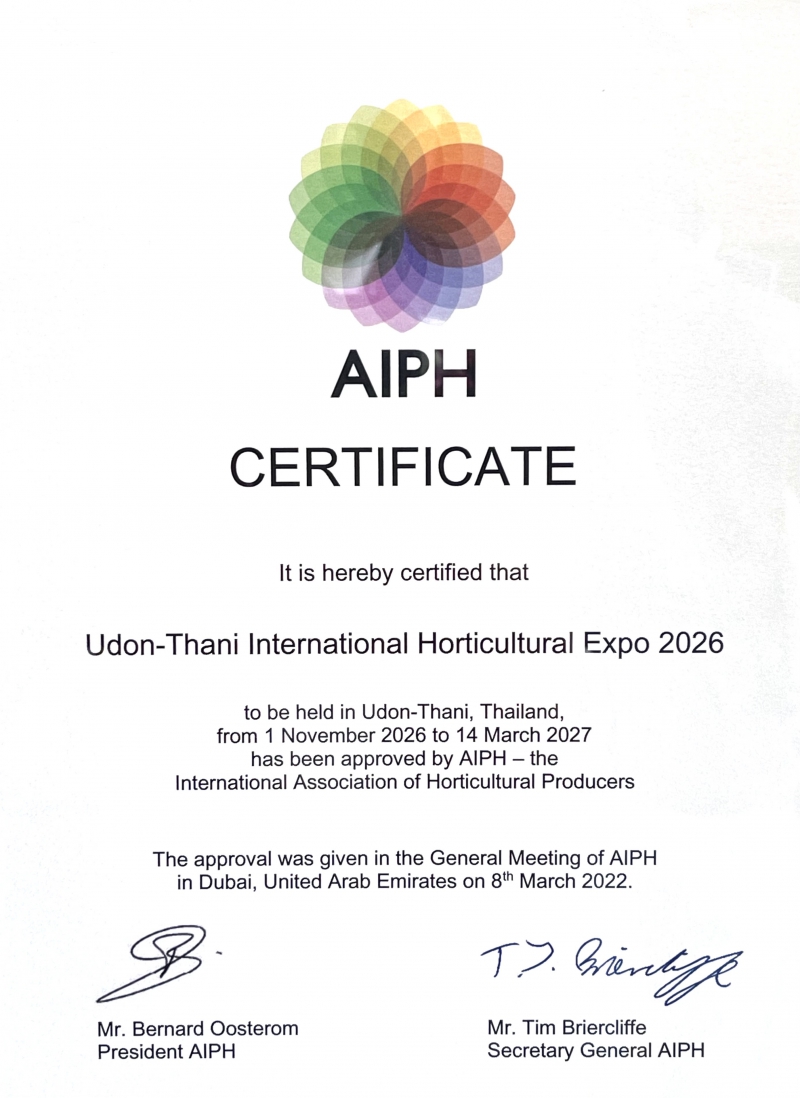 AIPH
CERTIFICATE
It is hereby certified that
Udon-Thani International Horticultural Expo 2026
to be held in Udon-Thani, Thailand,
from 1 November 2026 to 14 March 2027
has been approved by AIPH – the
International Association of Horticultural Producers
The approval was given in the General Meeting of AIPH
in Dubai, United Arab Emirates on 8th March 2022.
T. J. Briercliffe
Mr. Bernard Oosterom
President AIPH
Mr. Tim Briercliffe
Secretary General AIPH